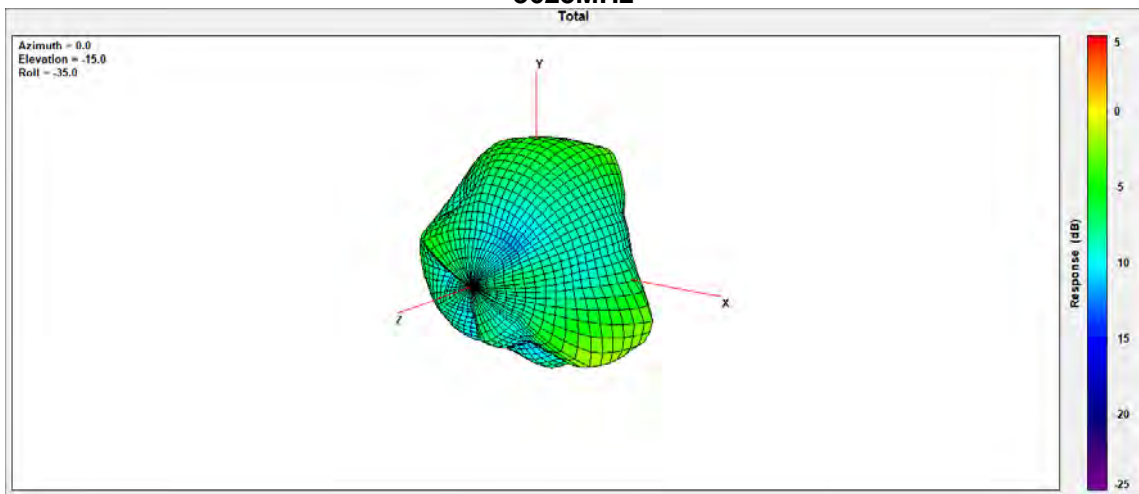 Total
Azimuth = 0.0
Elevation = -15.0
Roll = -35.0
Y
X
Z
5
0
5
10
15
-20
-25
Response (dB)